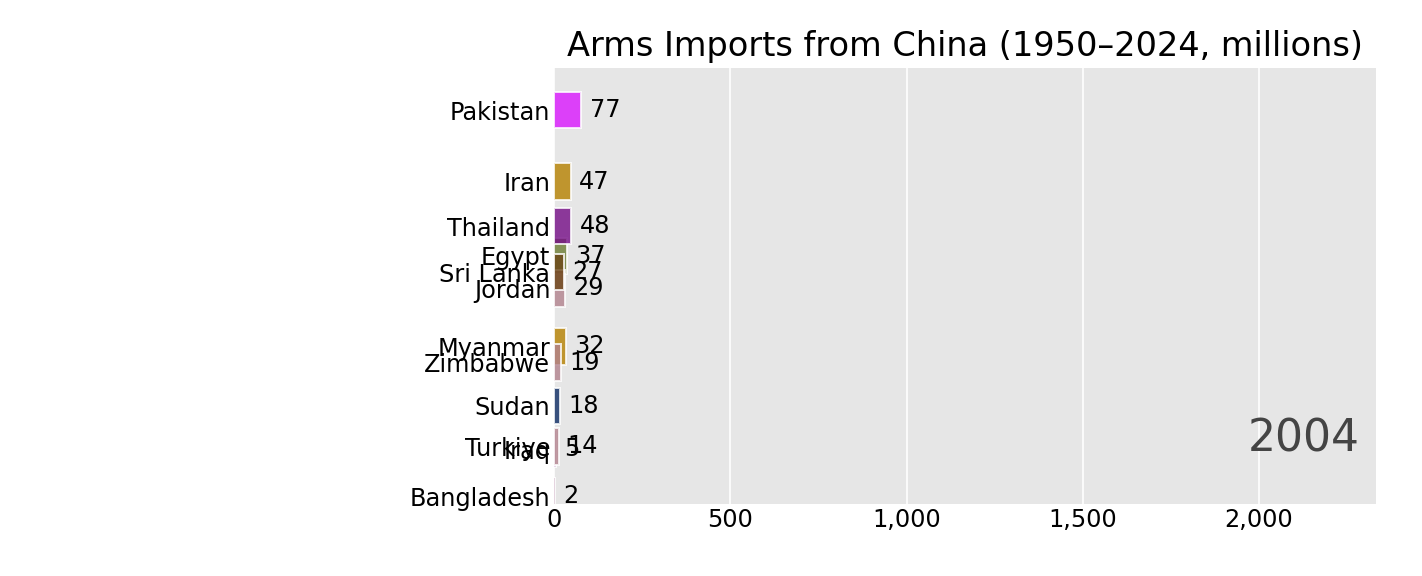 Arms Imports from China (1950–2024, millions)
Pakistan 77
Iran 47
Thailand 48
Egypt 37
Sri Lanka 27
Jordan 29
Myanmar 32
Zimbabwe 19
Sudan 18
Turkiye 14
Iraq 5
Bangladesh 2
2004
0 500 1,000 1,500 2,000